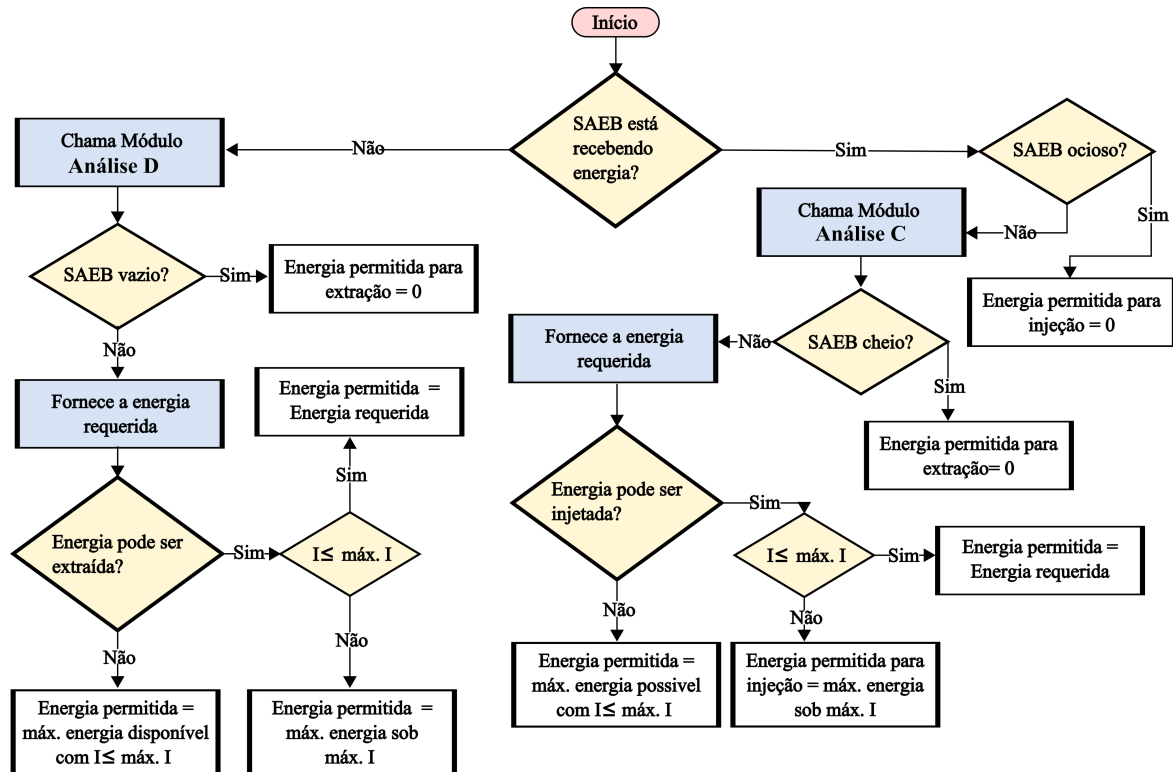 Início
SAEB está
recebendo
energia?
Não
Sim
Chama Módulo
Análise D
SAEB vazio?
Sim
Energia permitida para
extração = 0
Não
Fornece a energia
requerida
Energia pode ser
extraída?
Sim
I≤ máx. I
Sim
Energia permitida =
Energia requerida
Não
Energia permitida =
máx. energia disponível
com I≤ máx. I
Não
Energia permitida =
máx. energia sob
máx. I
SAEB ocioso?
Sim
Energia permitida para
injeção = 0
Não
Chama Módulo
Análise C
SAEB cheio?
Sim
Energia permitida para
extração= 0
Não
Fornece a energia
requerida
Energia pode ser
injetada?
Sim
I≤ máx. I
Sim
Energia permitida =
Energia requerida
Não
Energia permitida =
máx. energia possivel
com I≤ máx. I
Não
Energia permitida para
injeção = máx. energia
sob máx. I